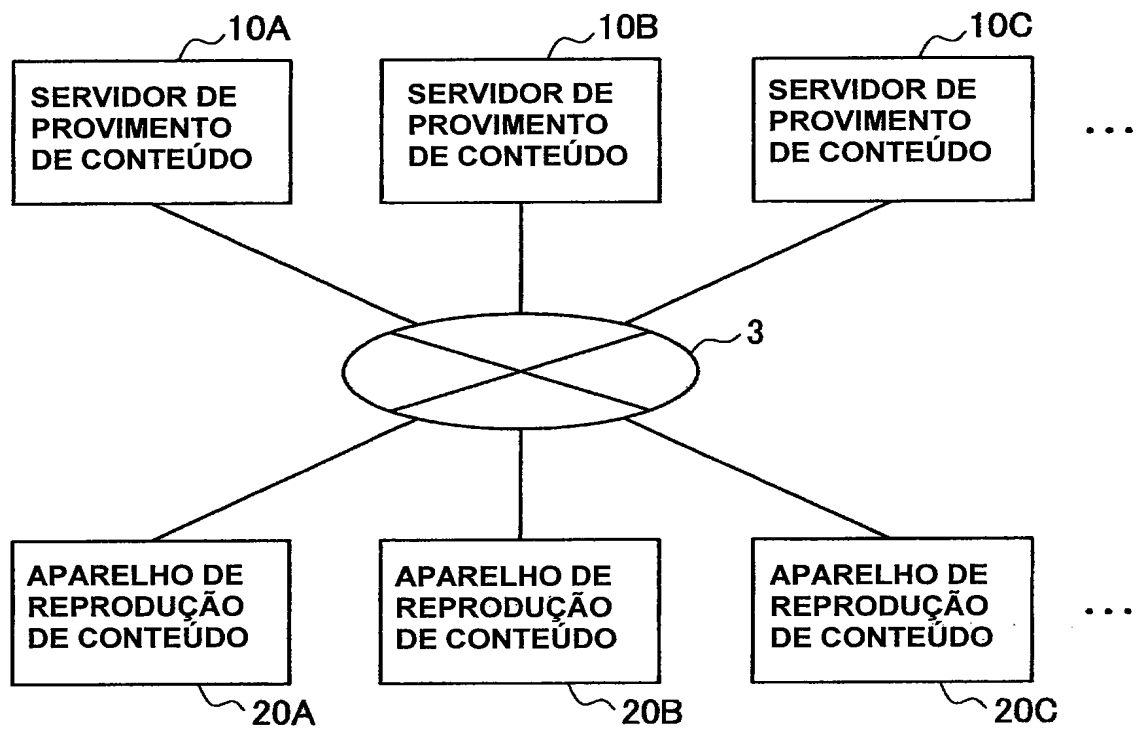 10A
SERVIDOR DE
PROVIMENTO
DE CONTEÚDO
10B
SERVIDOR DE
PROVIMENTO
DE CONTEÚDO
10C
SERVIDOR DE
PROVIMENTO
DE CONTEÚDO
...
3
APARELHO DE
REPRODUÇÃO
DE CONTEÚDO
20A
APARELHO DE
REPRODUÇÃO
DE CONTEÚDO
20B
APARELHO DE
REPRODUÇÃO
DE CONTEÚDO
20C
...